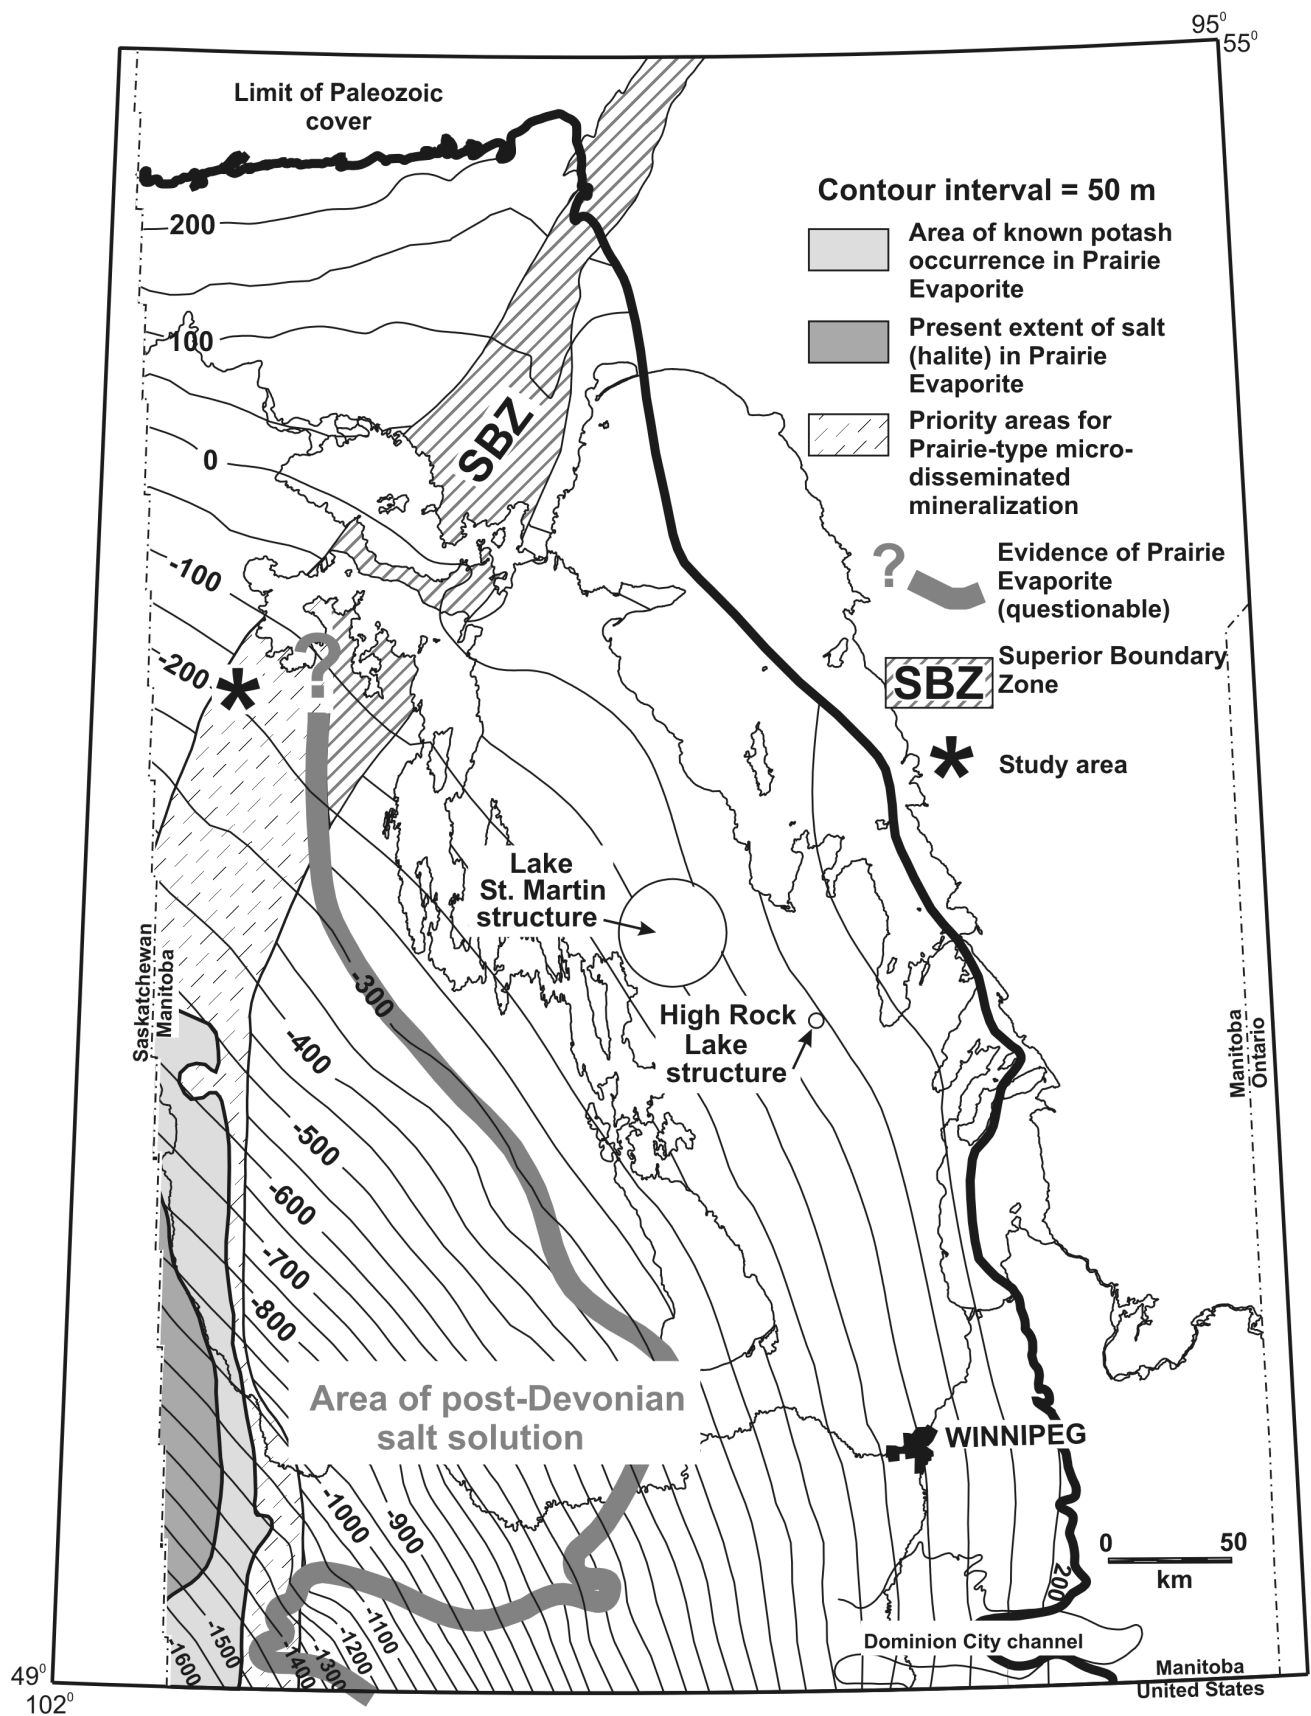 95⁰
55⁰
Limit of Paleozoic
cover
Contour interval = 50 m
Area of known potash
occurrence in Prairie
Evaporite
Present extent of salt
(halite) in Prairie
Evaporite
Priority areas for
Prairie-type micro-
disseminated
mineralization
?
Evidence of Prairie
Evaporite
(questionable)
SBZ
Superior Boundary
Zone
*
Study area
200
100
SBZ
0
-100
-200
*
?
Lake
St. Martin
structure
Saskatchewan
Manitoba
-300
High Rock
Lake
structure
-400
Manitoba
Ontario
-500
-600
-700
-800
Area of post-Devonian
salt solution
WINNIPEG
-1000
-900
0 50
km
200
-1100
-1200
-1300
-1400
-1500
-1600
Dominion City channel
49⁰
102⁰
Manitoba
United States